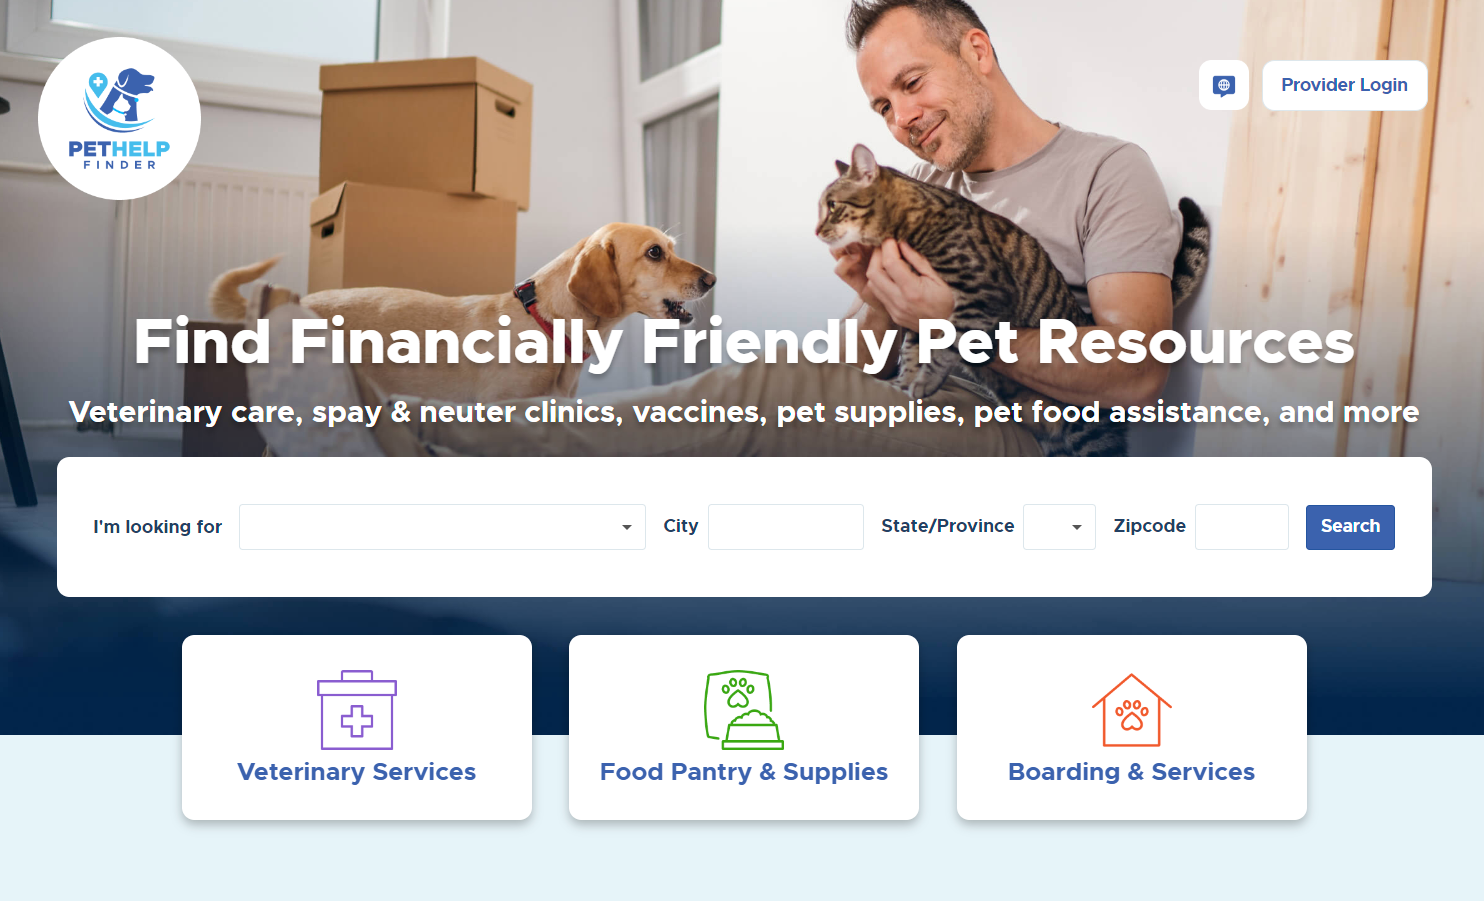 PETHELP
FINDER
Provider Login
Find Financially Friendly Pet Resources
Veterinary care, spay & neuter clinics, vaccines, pet supplies, pet food assistance, and more
I'm looking for
City
State/Province
Zipcode
Search
Veterinary Services
Food Pantry & Supplies
Boarding & Services